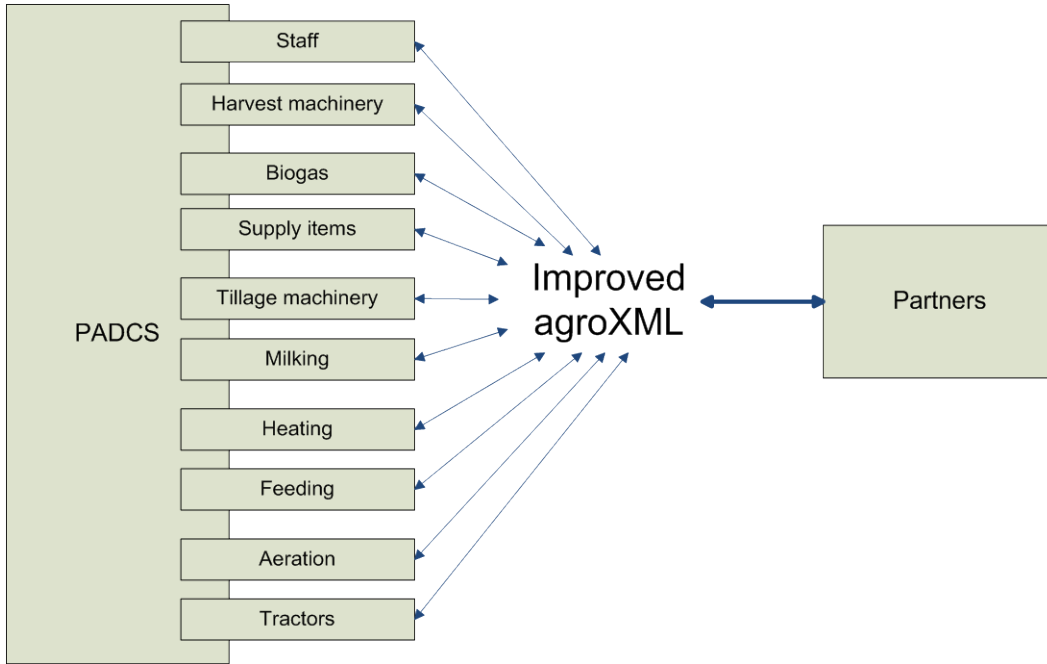 PADCS
Staff
Harvest machinery
Biogas
Supply items
Tillage machinery
Milking
Heating
Feeding
Aeration
Tractors
Improved
agroXML
Partners